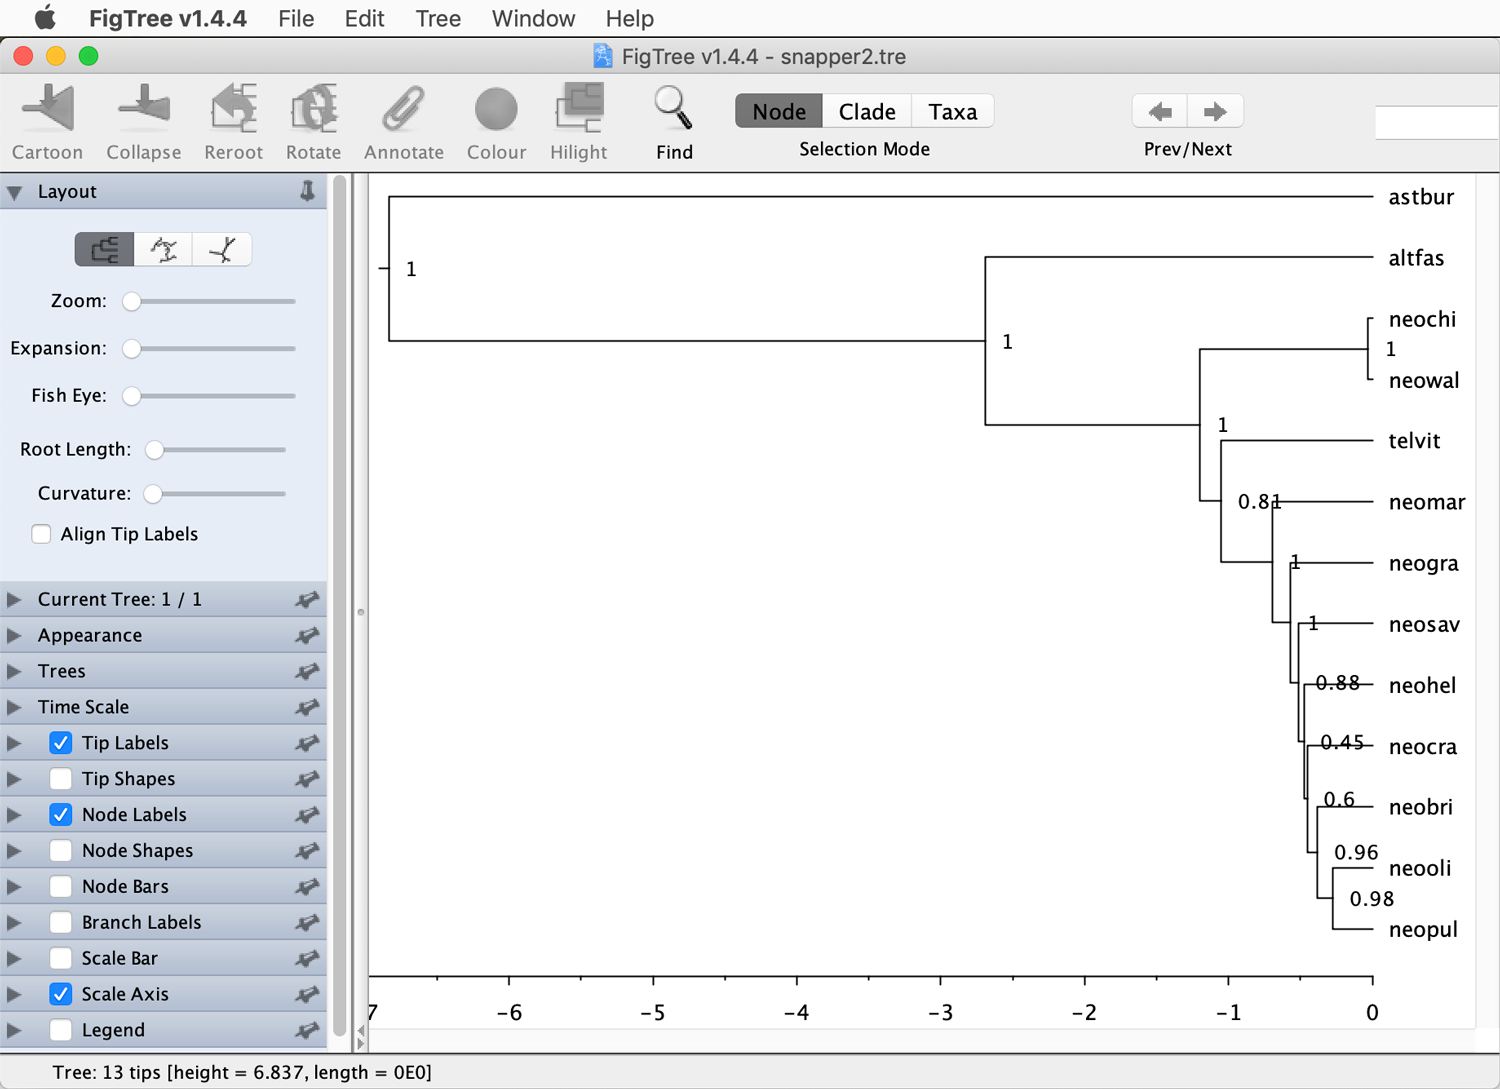 FigTree v1.4.4 File Edit Tree Window Help
FigTree v1.4.4 - snapper2.tre
Cartoon Collapse Reroot Rotate Annotate Colour Hilight Find
Node Clade Taxa
Selection Mode
Prev/Next
Layout
Zoom:
Expansion:
Fish Eye:
Root Length:
Curvature:
Align Tip Labels
Current Tree: 1 / 1
Appearance
Trees
Time Scale
Tip Labels
Tip Shapes
Node Labels
Node Shapes
Node Bars
Branch Labels
Scale Bar
Scale Axis
Legend
astbur
1
altfas
neochi
1
1
neowal
1
telvit
0.81
neomar
1
neogra
1
neosav
0.88
neohel
0.45
neocra
0.6
neobri
0.96
neooli
0.98
neopul
7 -6 -5 -4 -3 -2 -1 0
Tree: 13 tips [height = 6.837, length = 0E0]